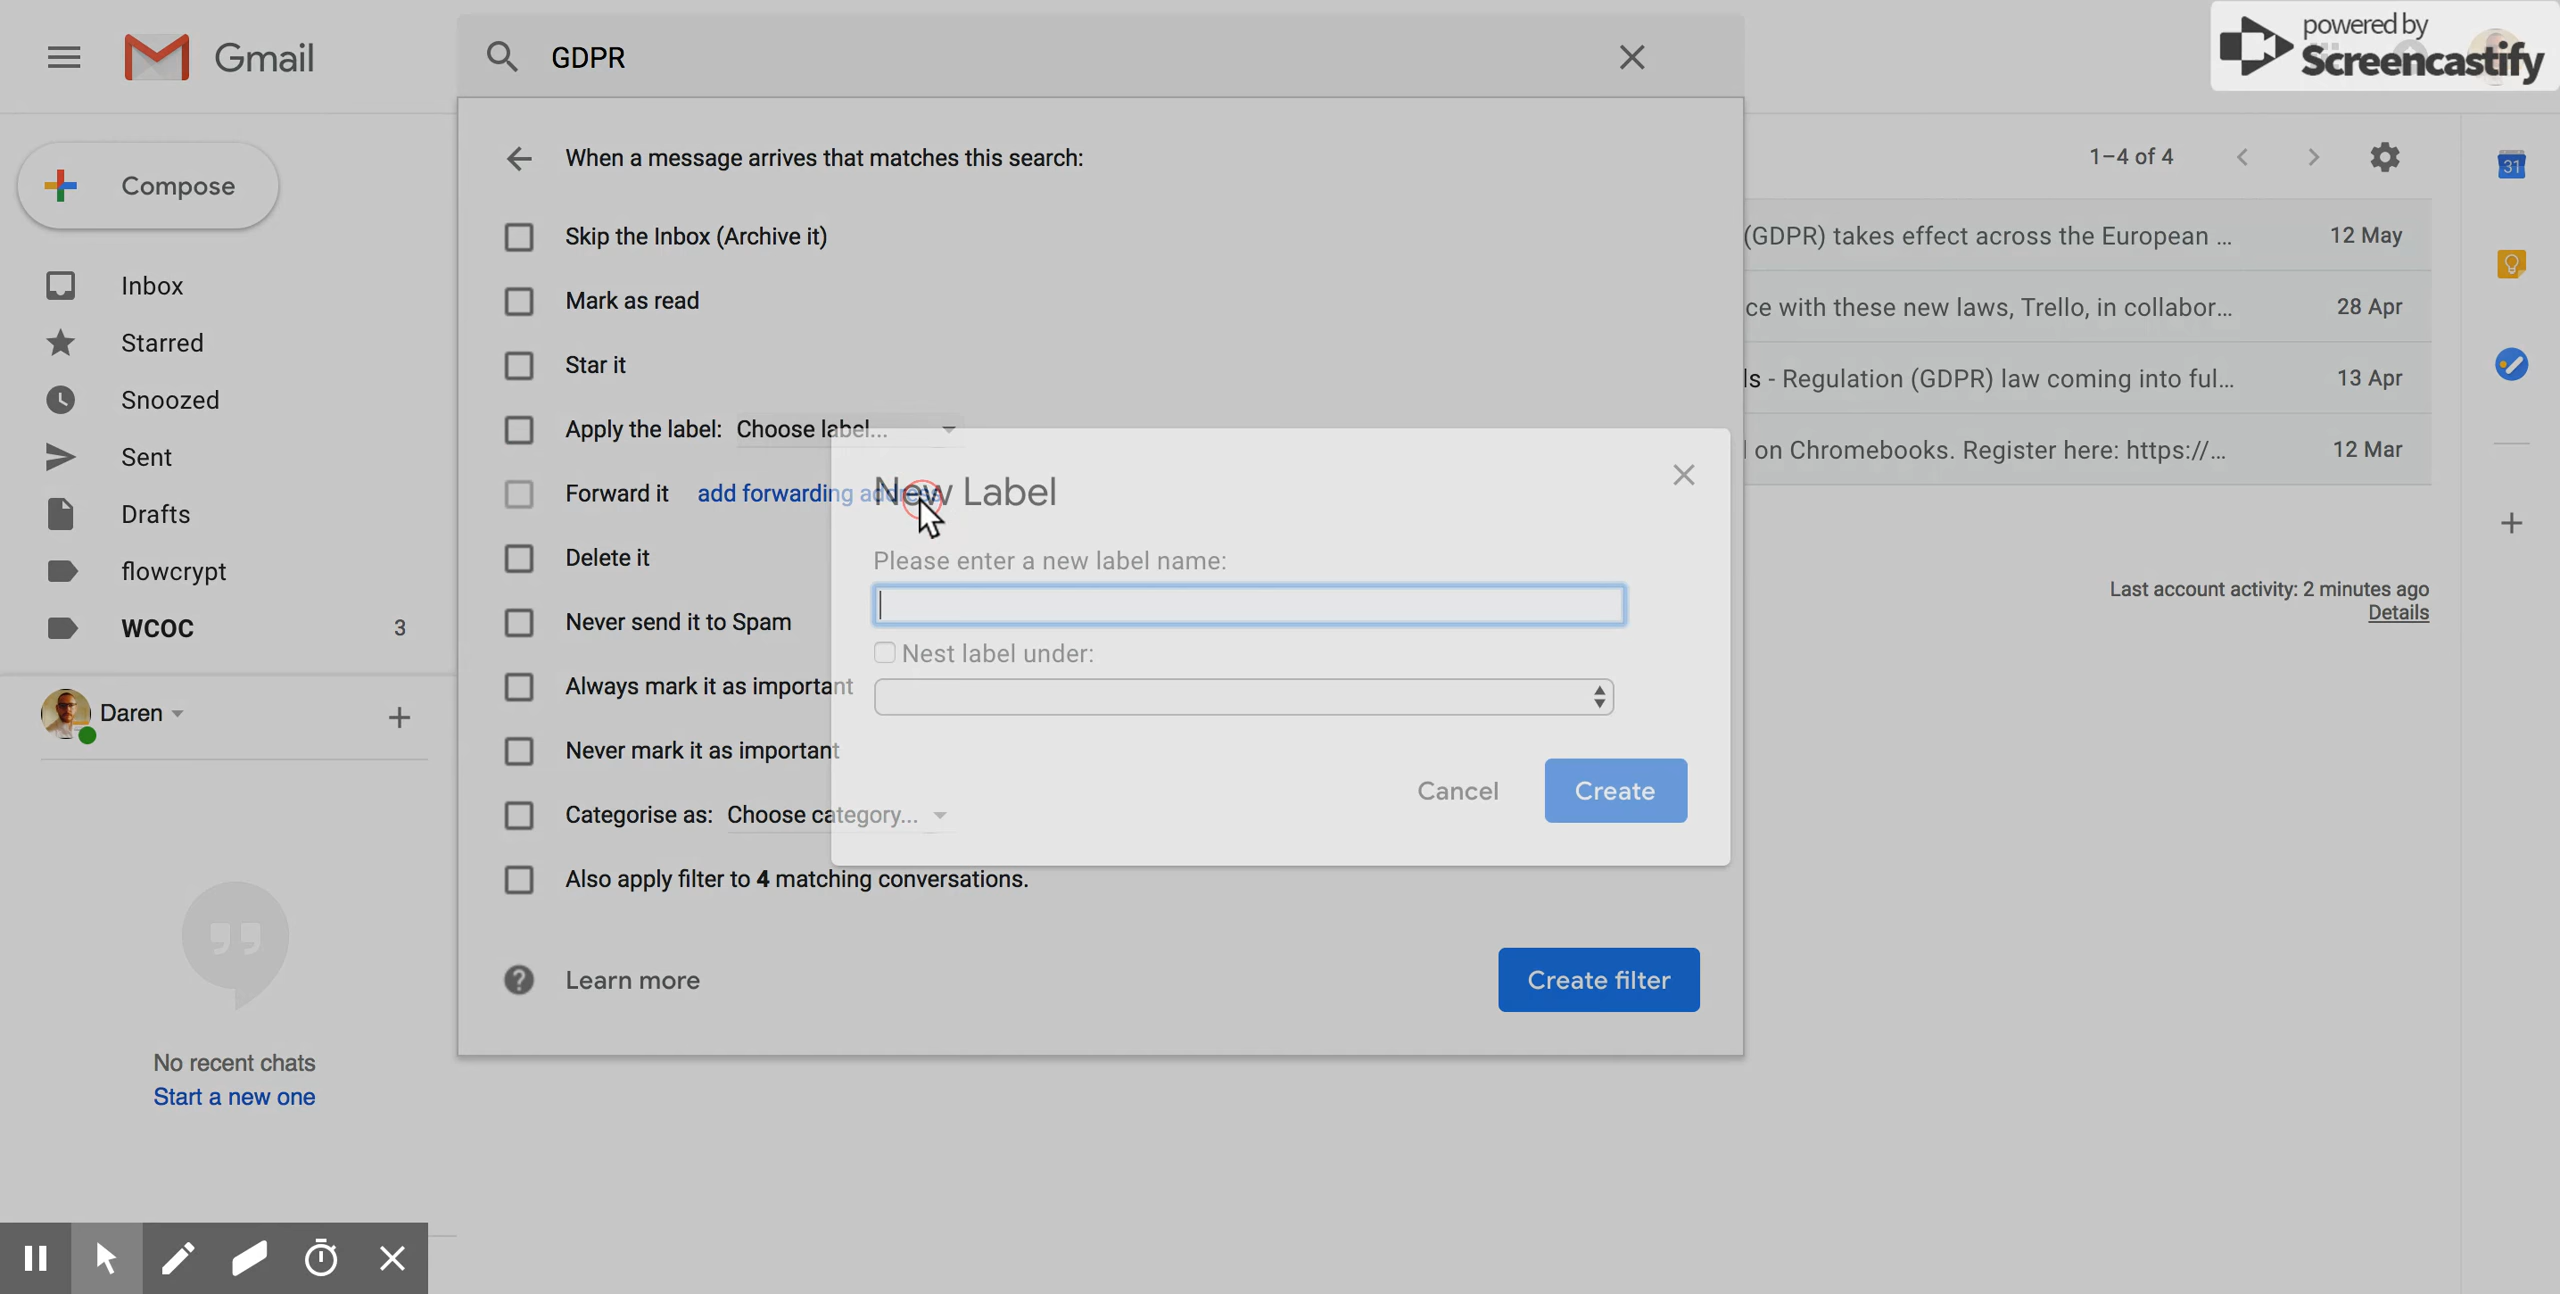 Gmail
GDPR
powered by
Screencastify
Compose
Inbox
Starred
Snoozed
Sent
Drafts
flowcrypt
WCOC 3
Daren
No recent chats
Start a new one
When a message arrives that matches this search:
Skip the Inbox (Archive it)
Mark as read
Star it
Apply the label: Choose label...
Forward it add forwarding address
Delete it
Never send it to Spam
Always mark it as important
Never mark it as important
Categorise as: Choose category...
Also apply filter to 4 matching conversations.
Learn more
Create filter
New Label
Please enter a new label name:
Nest label under:
Cancel
Create
1–4 of 4
(GDPR) takes effect across the European ... 12 May
ce with these new laws, Trello, in collabor... 28 Apr
ls - Regulation (GDPR) law coming into ful... 13 Apr
on Chromebooks. Register here: https://... 12 Mar
Last account activity: 2 minutes ago
Details
31